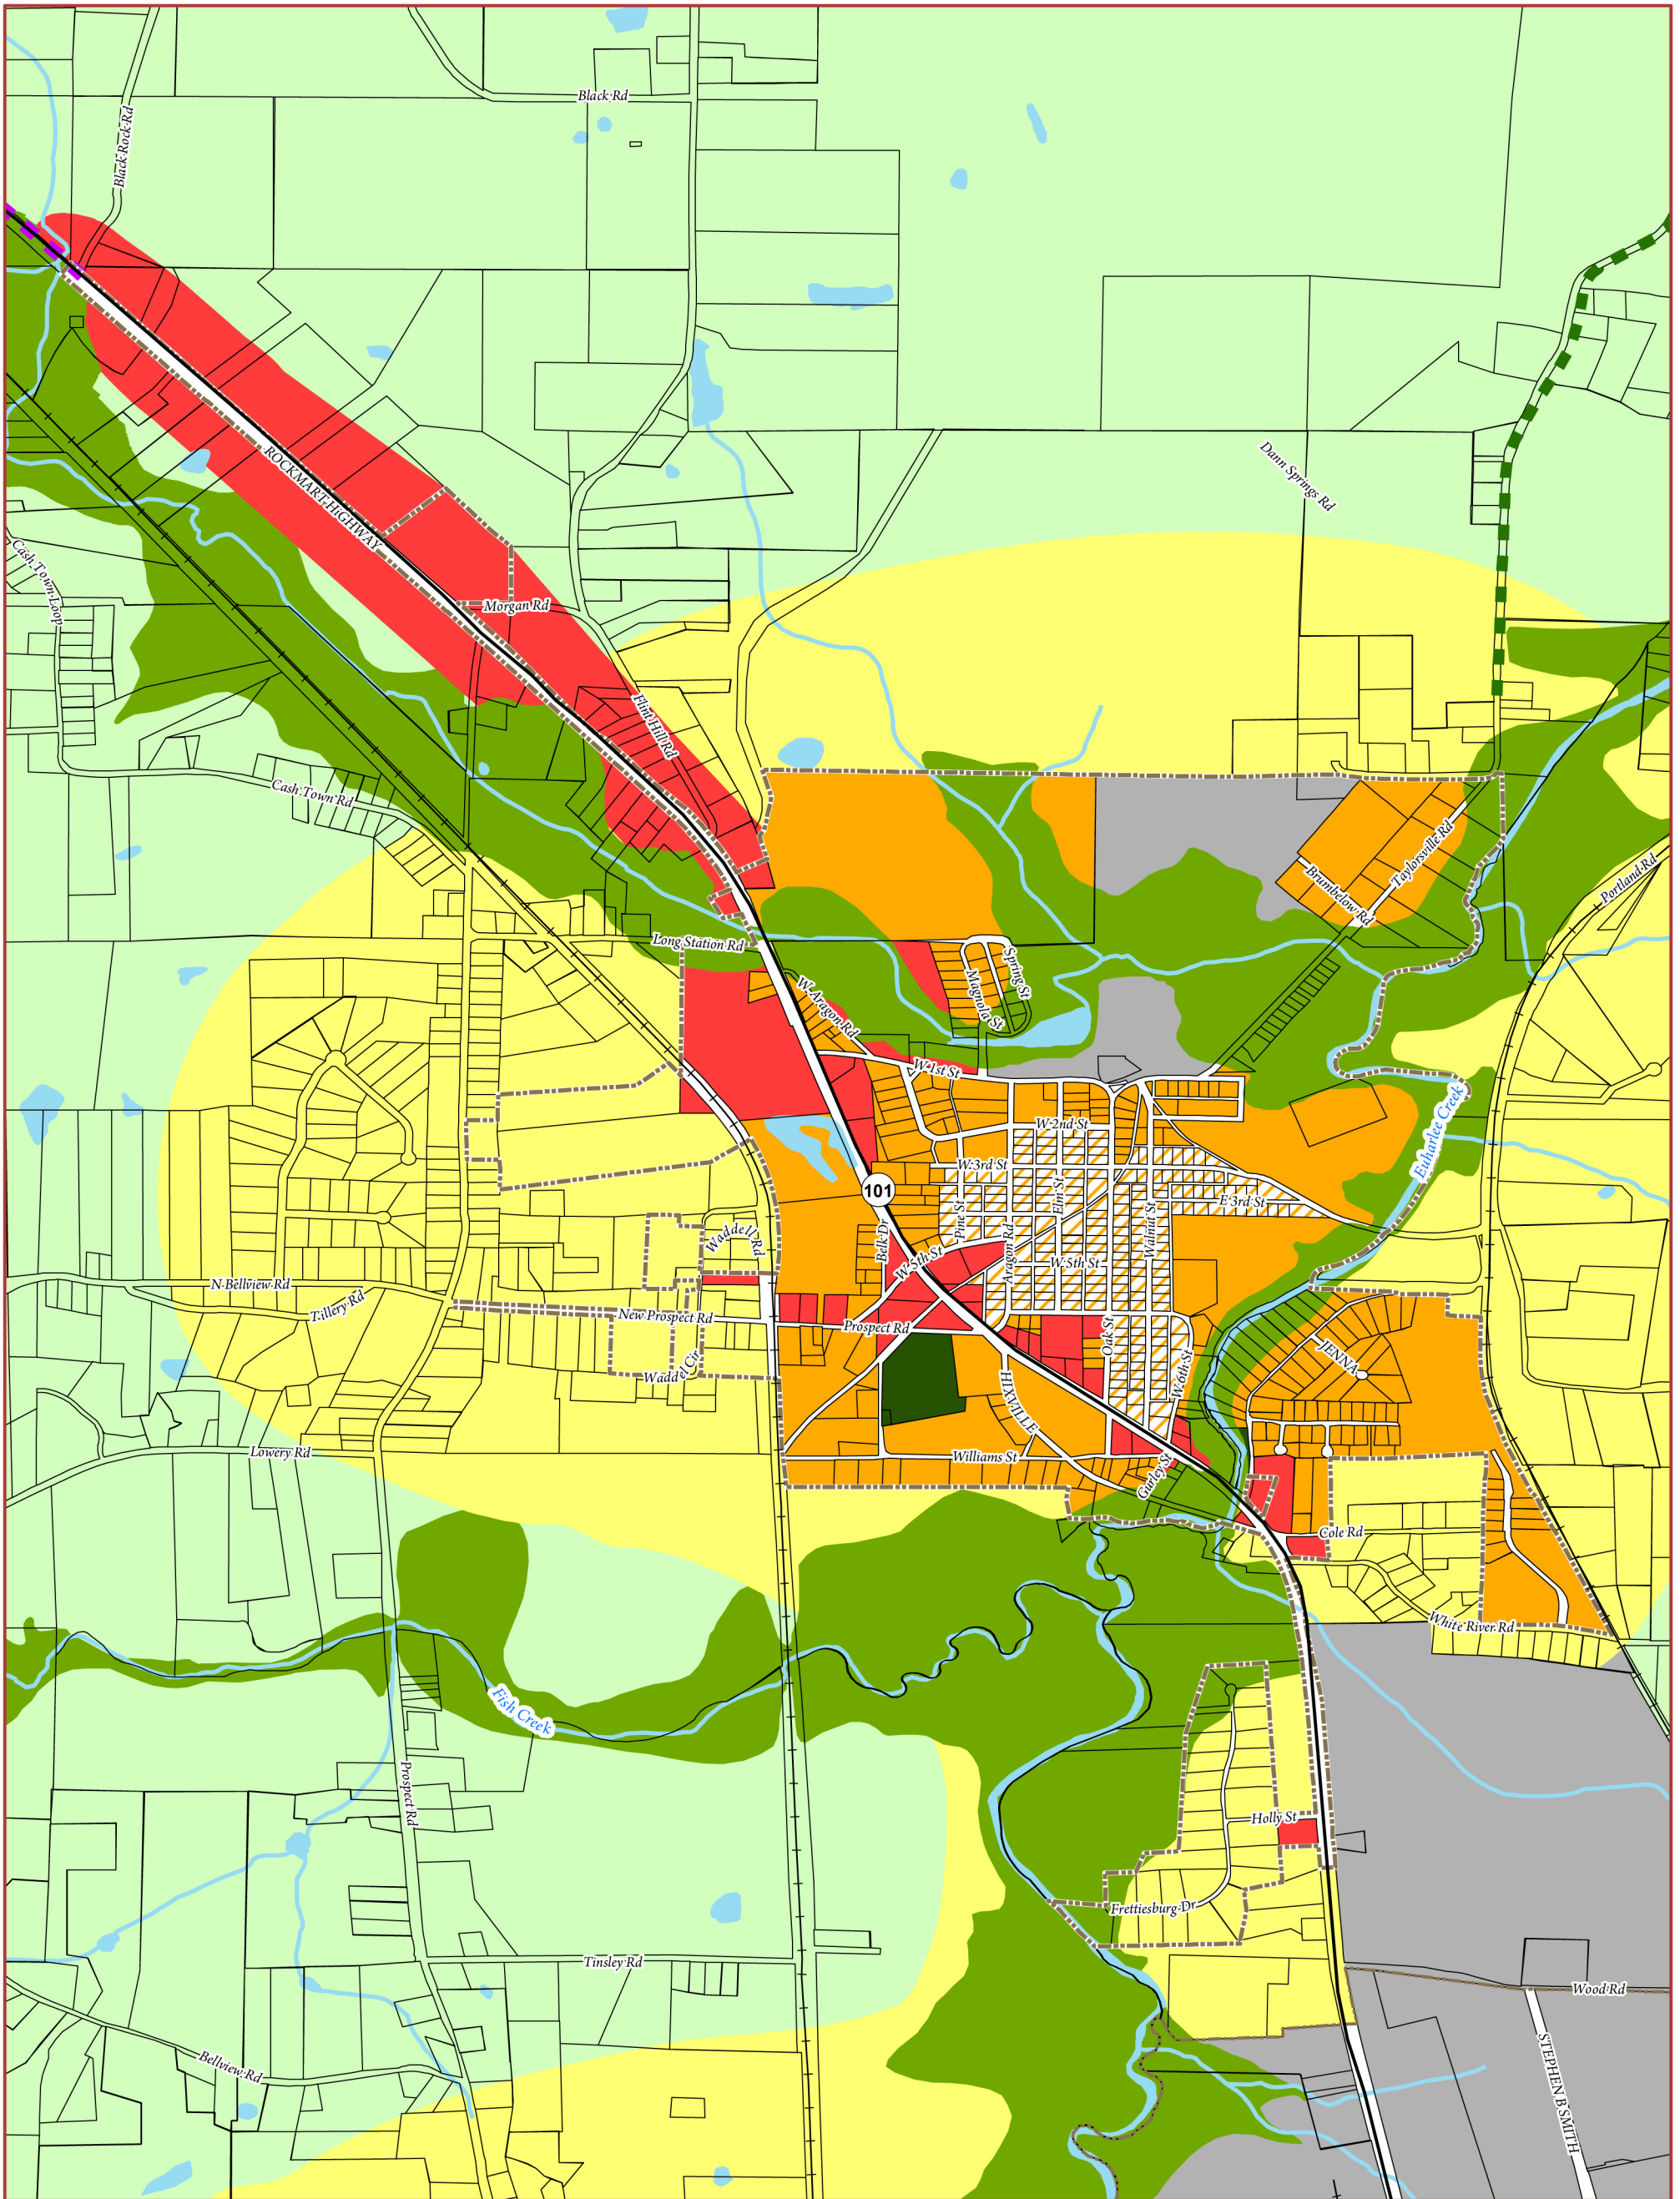 Black Rd
Black Rock Rd
Dann Springs Rd
ROCKMART HIGHWAY
Cash Town Loop
Morgan Rd
Flint Hill Rd
Cash Town Rd
Taylorsville Rd
Brumbelow Rd
Portland Rd
Long Station Rd
Spring St
Magnola St
W Aragon Rd
W 1st St
Euharlee Creek
W 2nd St
W 3rd St
101
Pine St
Elm St
E 3rd St
Waddell Rd
Belk Dr
Aragon Rd
Walnut St
W 5th St
W 5th St
N Bellview Rd
Tillery Rd
New Prospect Rd
Prospect Rd
Oak St
JENNA
Waddel Cir
HIXVILLE
W 6th St
Lowery Rd
Williams St
Gurley St
Cole Rd
White River Rd
Fish Creek
Prospect Rd
Holly St
Frettiesburg Dr
Tinsley Rd
Wood Rd
Bellview Rd
STEPHEN B SMITH